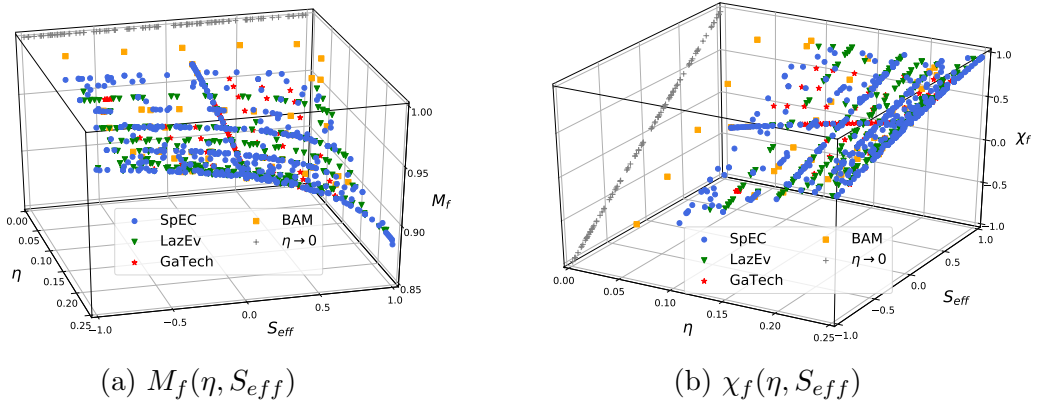 1.00
0.95
M_f
0.90
0.85
0.00
0.05
0.10
η
0.15
0.20
0.25
−1.0
−0.5
0.0
0.5
1.0
S_eff
SpEC
LazEv
GaTech
BAM
η → 0
(a) M_f(η, S_eff)
1.0
0.5
0.0
χ_f
−0.5
−1.0
0.00
0.05
0.10
0.15
0.20
0.25
η
−1.0
−0.5
0.0
0.5
1.0
S_eff
SpEC
LazEv
GaTech
BAM
η → 0
(b) χ_f(η, S_eff)